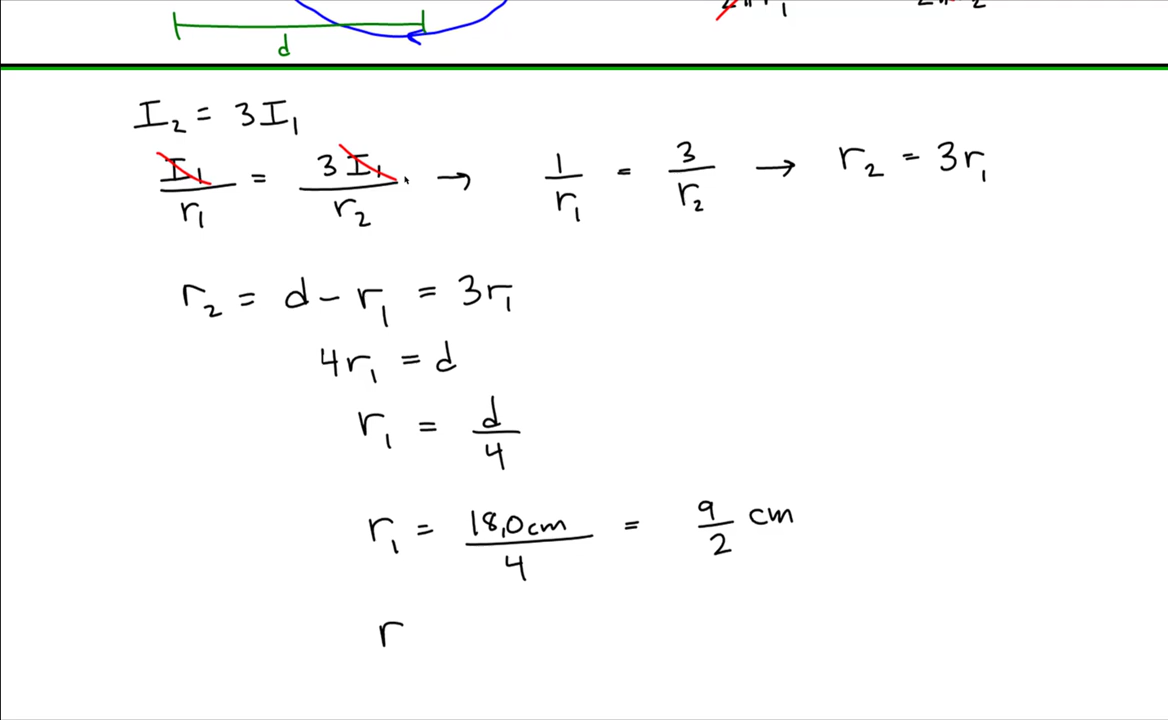 d
I₂ = 3I₁
I₁/r₁ = 3I₁/r₂ → 1/r₁ = 3/r₂ → r₂ = 3r₁
r₂ = d - r₁ = 3r₁
4r₁ = d
r₁ = d/4
r₁ = 18,0cm/4 = 9/2 cm
r